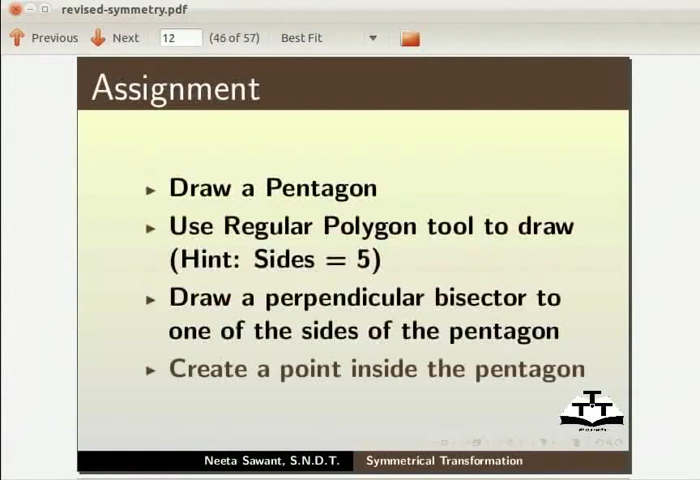 revised-symmetry.pdf
Previous Next 12 (46 of 57) Best Fit
Assignment
▸ Draw a Pentagon
▸ Use Regular Polygon tool to draw
(Hint: Sides = 5)
▸ Draw a perpendicular bisector to
one of the sides of the pentagon
▸ Create a point inside the pentagon
TTT
Neeta Sawant, S.N.D.T. Symmetrical Transformation